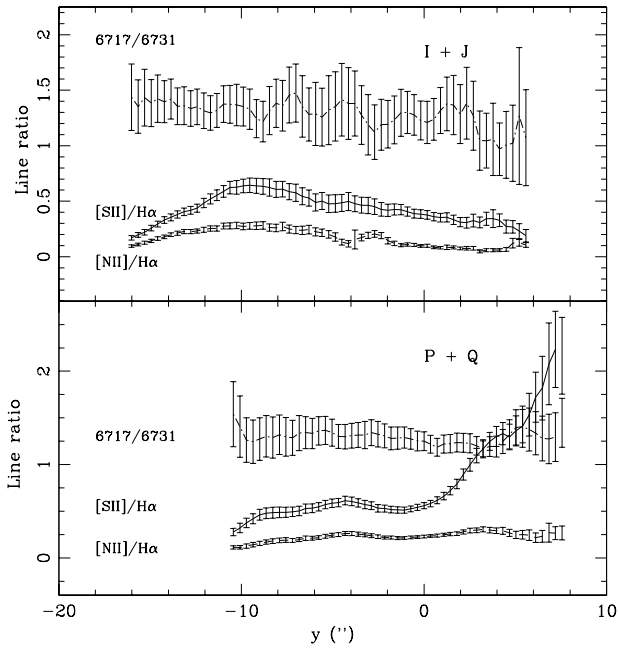 2
6717/6731
I + J
1.5
1
Line ratio
0.5
[SII]/Hα
0
[NII]/Hα
P + Q
2
6717/6731
Line ratio
1
[SII]/Hα
[NII]/Hα
0
−20 −10 0 10
y (’’)